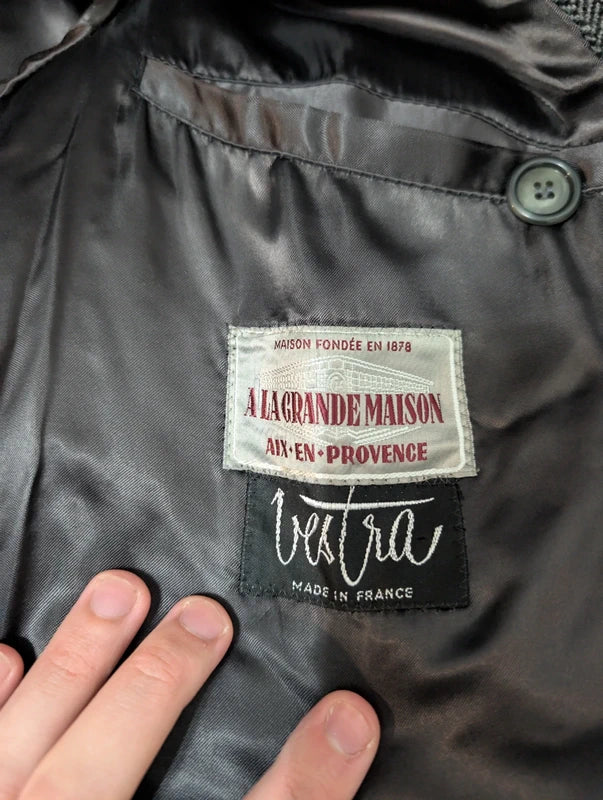 MAISON FONDÉE EN 1878
A LA GRANDE MAISON
AIX•EN•PROVENCE
Vestra
MADE IN FRANCE